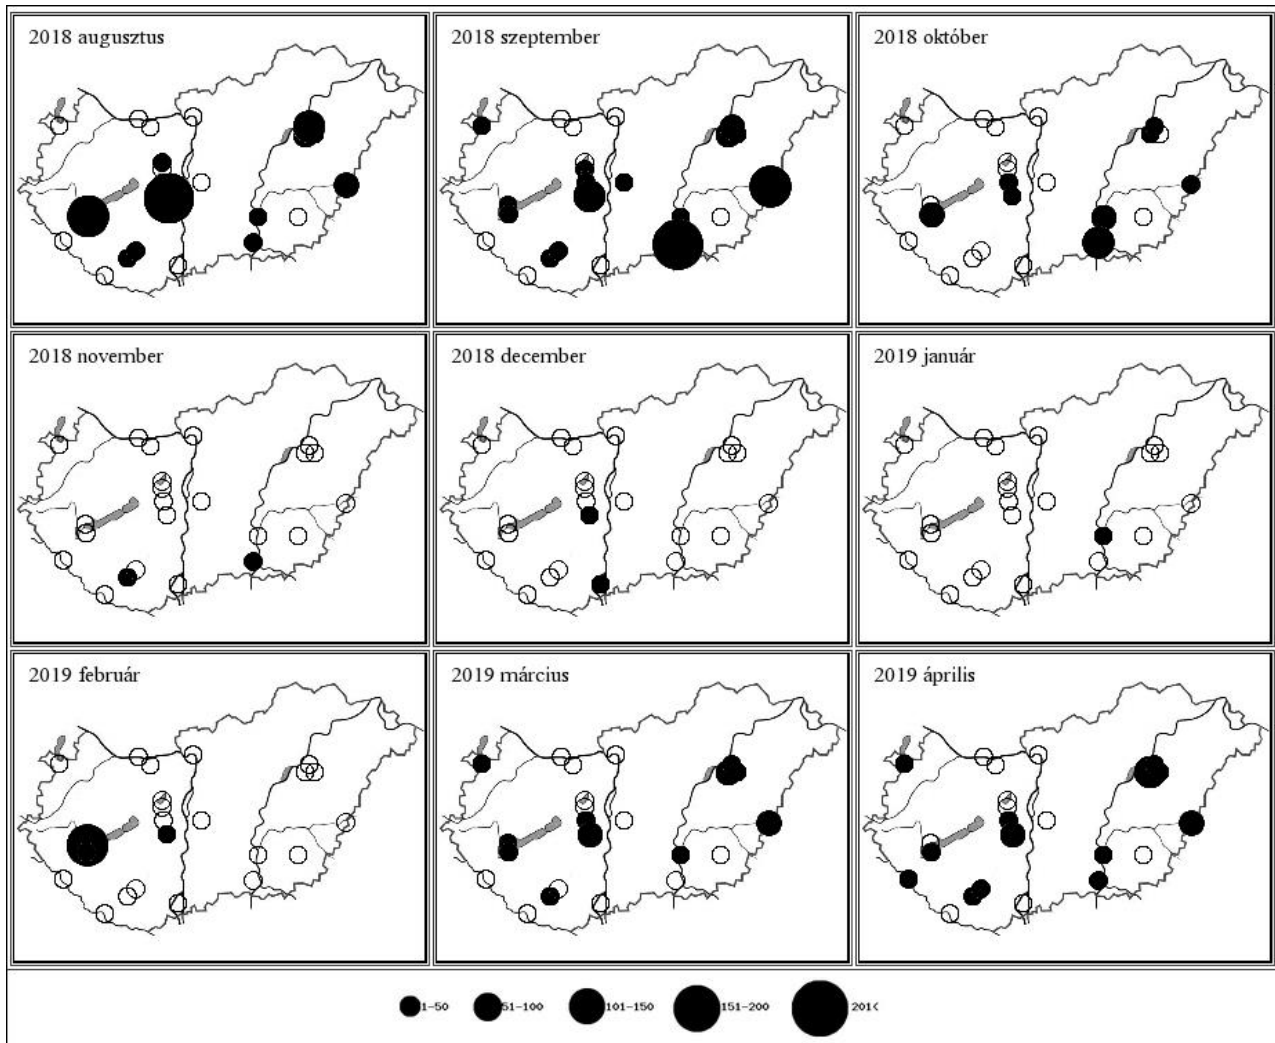 2018 augusztus
2018 szeptember
2018 október
2018 november
2018 december
2019 január
2019 február
2019 március
2019 április
1-50
51-100
101-150
151-200
201<